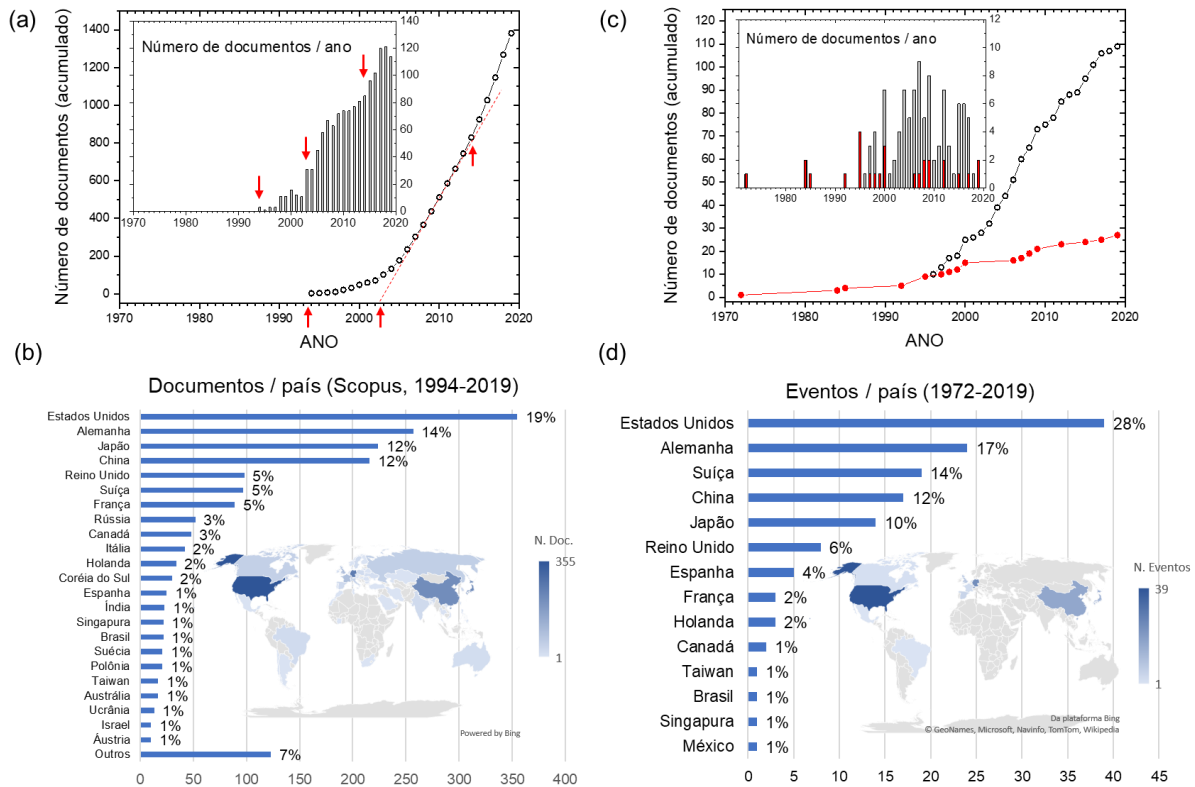 (a)
Número de documentos (acumulado)
1400
1200
1000
800
600
400
200
0
Número de documentos / ano
140
120
100
80
60
40
20
0
1970 1980 1990 2000 2010 2020
1970 1980 1990 2000 2010 2020
ANO
(c)
Número de documentos (acumulado)
120
110
100
90
80
70
60
50
40
30
20
10
0
Número de documentos / ano
12
10
8
6
4
2
0
1970 1980 1990 2000 2010 2020
1970 1980 1990 2000 2010 2020
ANO
(b)
Documentos / país (Scopus, 1994-2019)
Estados Unidos 19%
Alemanha 14%
Japão 12%
China 12%
Reino Unido 5%
Suíça 5%
França 5%
Rússia 3%
Canadá 3%
Itália 2%
Holanda 2%
Coréia do Sul 2%
Espanha 1%
Índia 1%
Singapura 1%
Brasil 1%
Suécia 1%
Polônia 1%
Taiwan 1%
Austrália 1%
Ucrânia 1%
Israel 1%
Áustria 1%
Outros 7%
N. Doc.
355
1
Powered by Bing
0 50 100 150 200 250 300 350 400
(d)
Eventos / país (1972-2019)
Estados Unidos 28%
Alemanha 17%
Suíça 14%
China 12%
Japão 10%
Reino Unido 6%
Espanha 4%
França 2%
Holanda 2%
Canadá 1%
Taiwan 1%
Brasil 1%
Singapura 1%
México 1%
N. Eventos
39
1
Da plataforma Bing
© GeoNames, Microsoft, Navinfo, TomTom, Wikipedia
0 5 10 15 20 25 30 35 40 45